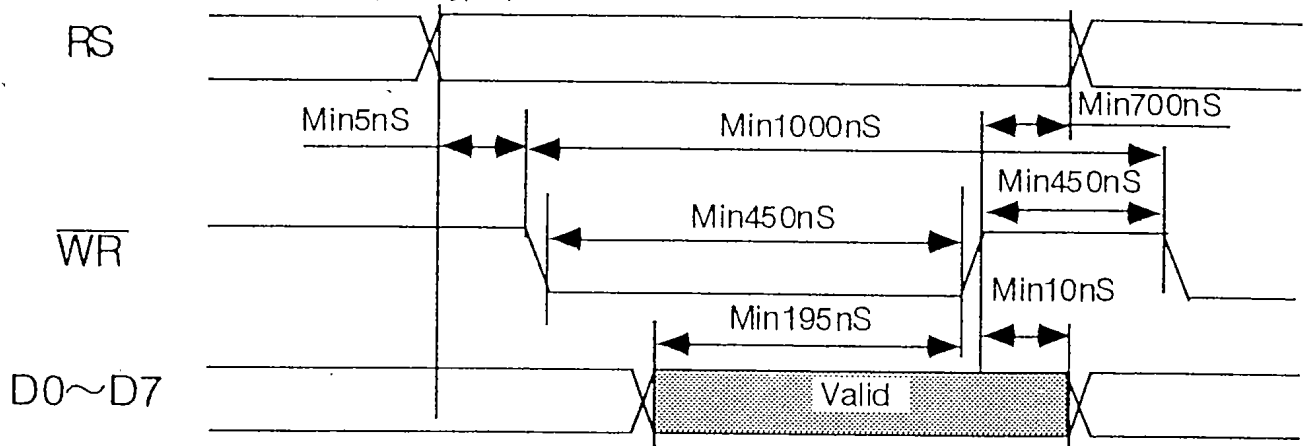 RS
Min5nS
Min1000nS
Min700nS
Min450nS
Min450nS
WR
Min10nS
Min195nS
D0～D7
Valid